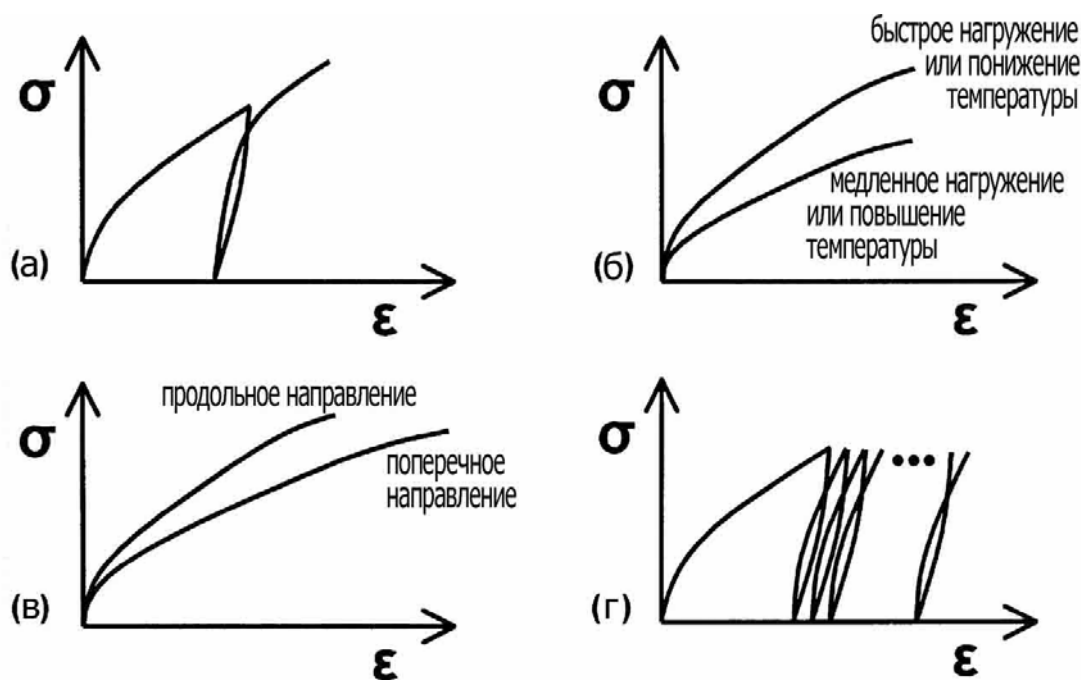 σ
(а)
ε
быстрое нагружение
или понижение
температуры
σ
медленное нагружение
или повышение
температуры
(б)
ε
продольное направление
σ
поперечное
направление
(в)
ε
σ
(г)
ε